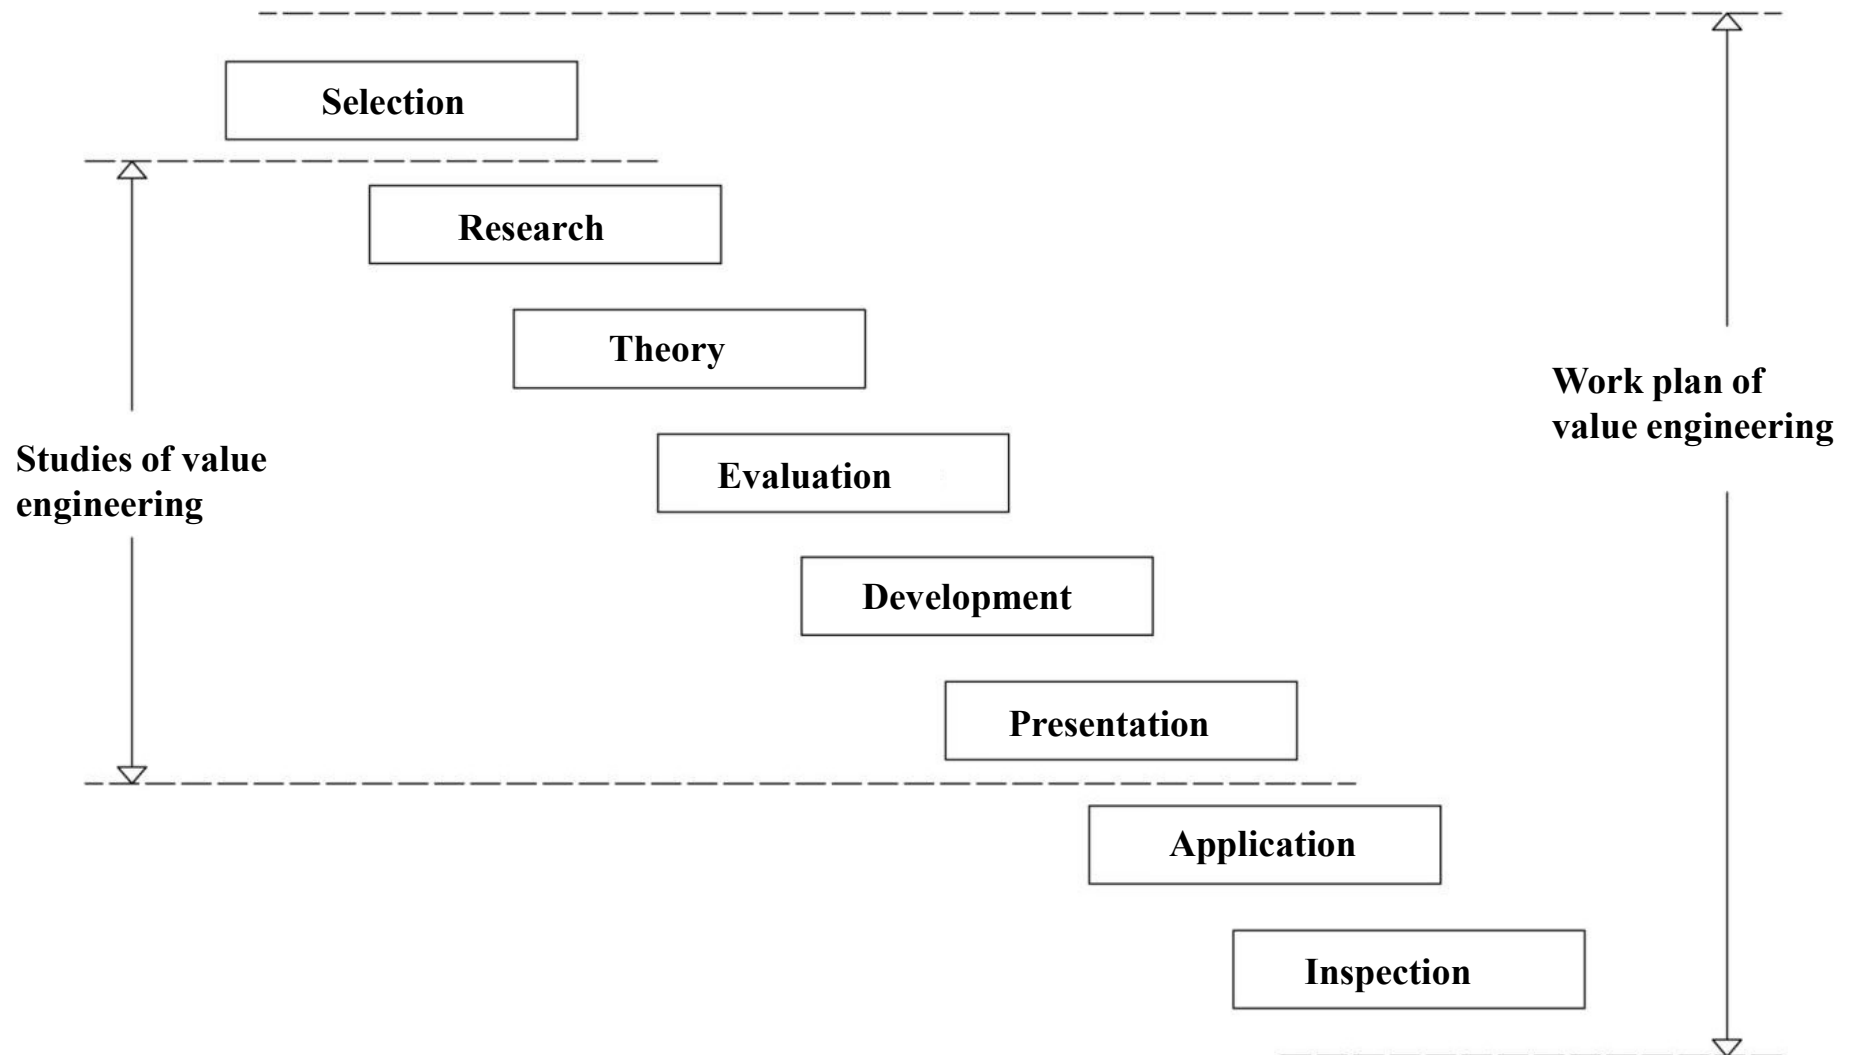 Selection
Research
Theory
Work plan of
value engineering
Studies of value
engineering
Evaluation
Development
Presentation
Application
Inspection